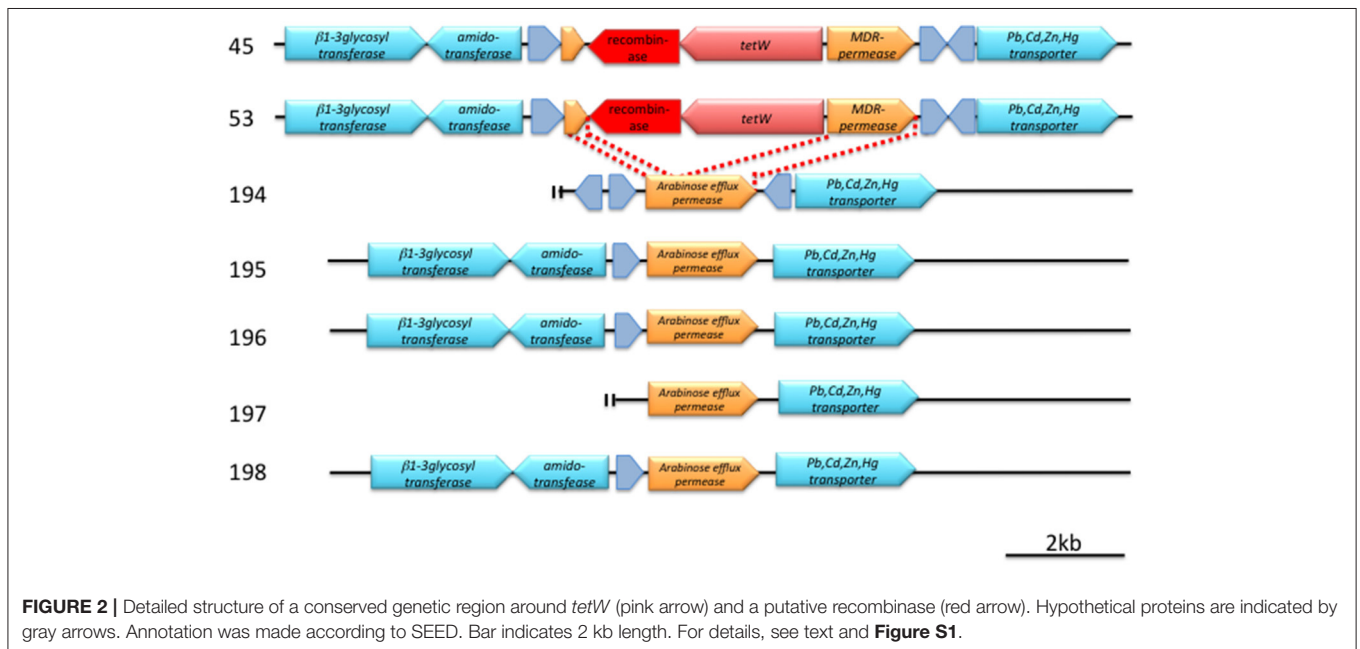 45
β1-3glycosyl
transferase
amido-
transferase
recombin-
ase
tetW
MDR-
permease
Pb,Cd,Zn,Hg
transporter
53
β1-3glycosyl
transferase
amido-
transfease
recombin-
ase
tetW
MDR-
permease
Pb,Cd,Zn,Hg
transporter
194
Arabinose efflux
permease
Pb,Cd,Zn,Hg
transporter
195
β1-3glycosyl
transferase
amido-
transfease
Arabinose efflux
permease
Pb,Cd,Zn,Hg
transporter
196
β1-3glycosyl
transferase
amido-
transfease
Arabinose efflux
permease
Pb,Cd,Zn,Hg
transporter
197
Arabinose efflux
permease
Pb,Cd,Zn,Hg
transporter
198
β1-3glycosyl
transferase
amido-
transfease
Arabinose efflux
permease
Pb,Cd,Zn,Hg
transporter
2kb
FIGURE 2 | Detailed structure of a conserved genetic region around tetW (pink arrow) and a putative recombinase (red arrow). Hypothetical proteins are indicated by
gray arrows. Annotation was made according to SEED. Bar indicates 2 kb length. For details, see text and Figure S1.